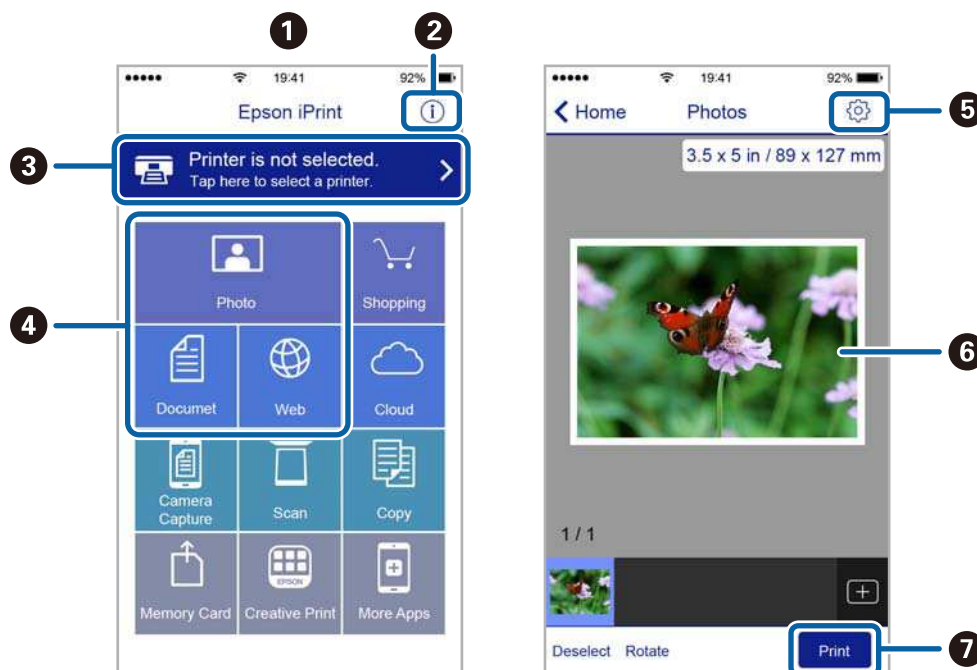 1
2
19:41
92%
Epson iPrint
3
Printer is not selected.
Tap here to select a printer.
4
Photo
Shopping
Documet
Web
Cloud
Camera
Capture
Scan
Copy
EPSON
Memory Card
Creative Print
More Apps
19:41
92%
Home
Photos
5
3.5 x 5 in / 89 x 127 mm
6
1 / 1
Deselect
Rotate
Print
7